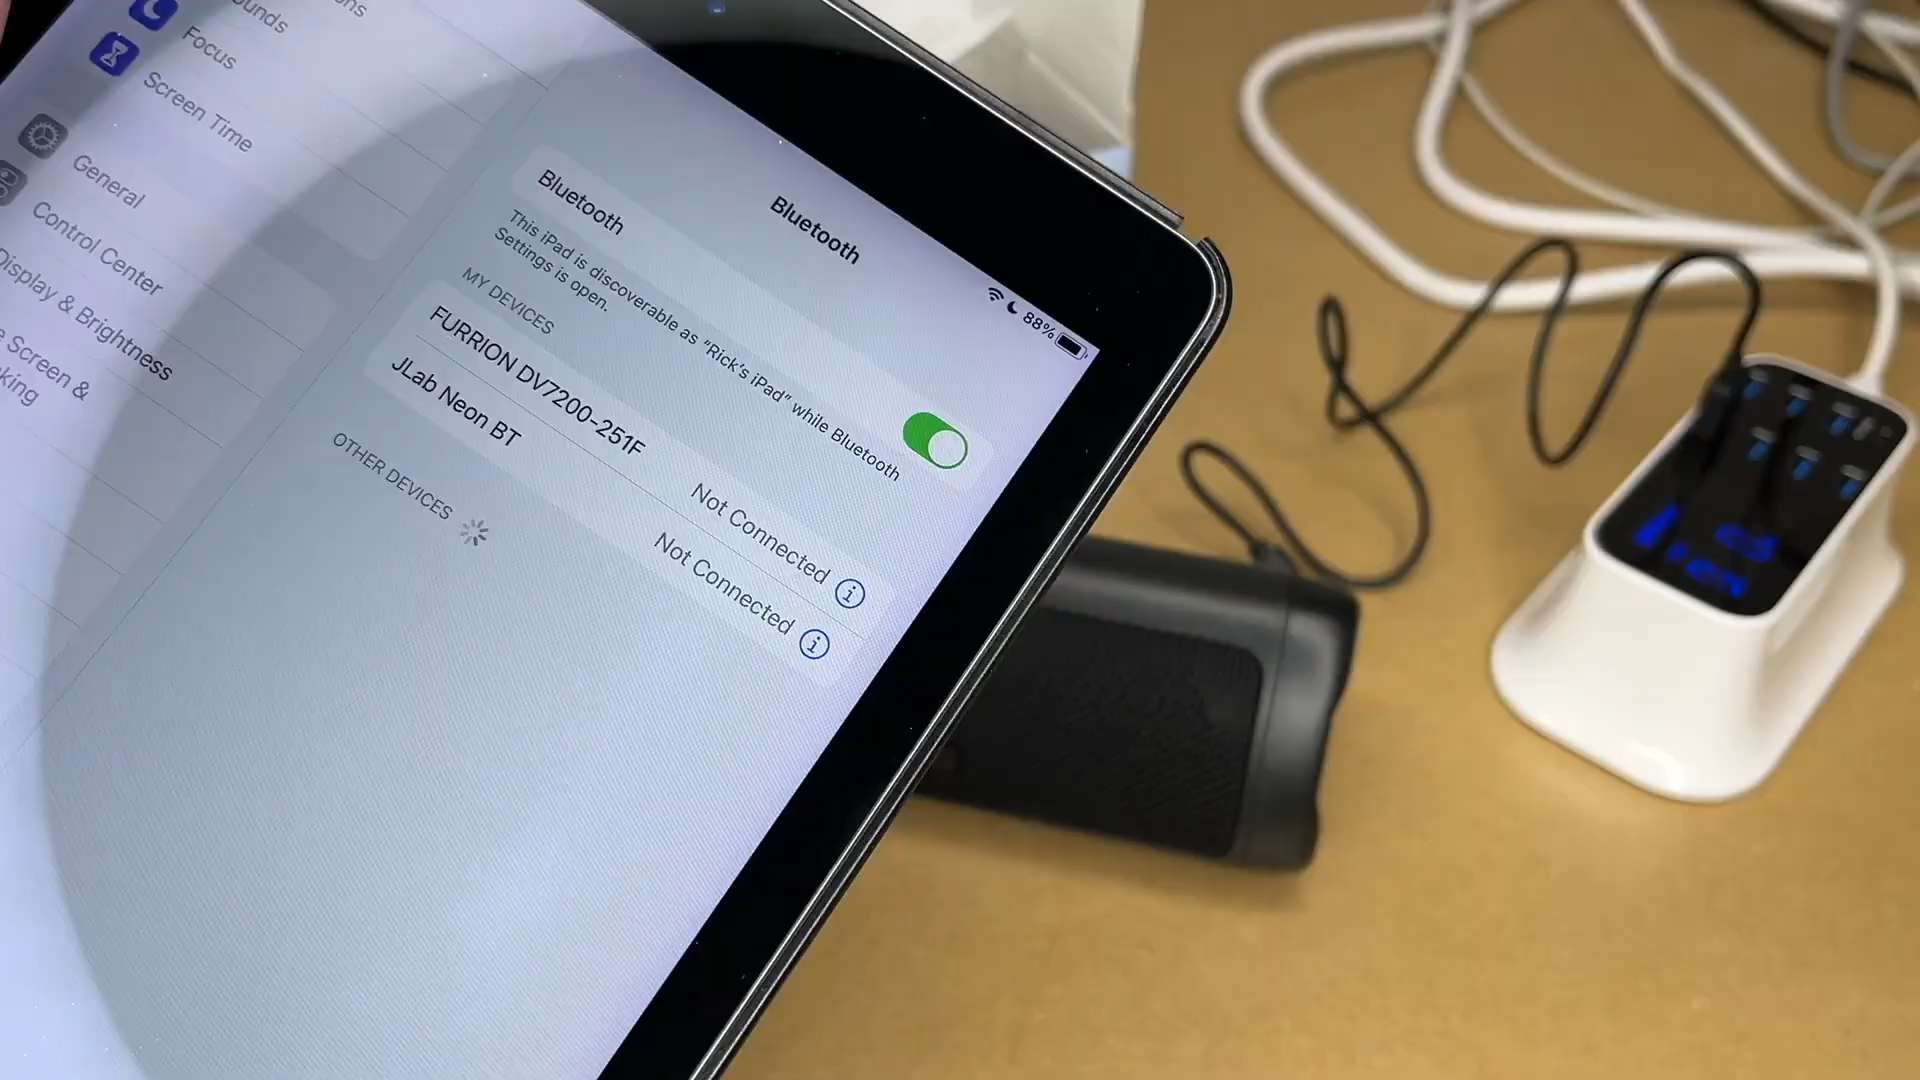 Focus
Screen Time
General
Control Center
Display & Brightness
Screen &
Bluetooth
88%
Bluetooth
This iPad is discoverable as “Rick’s iPad” while Bluetooth
Settings is open.
MY DEVICES
FURRION DV7200-251F
Not Connected
JLab Neon BT
Not Connected
OTHER DEVICES